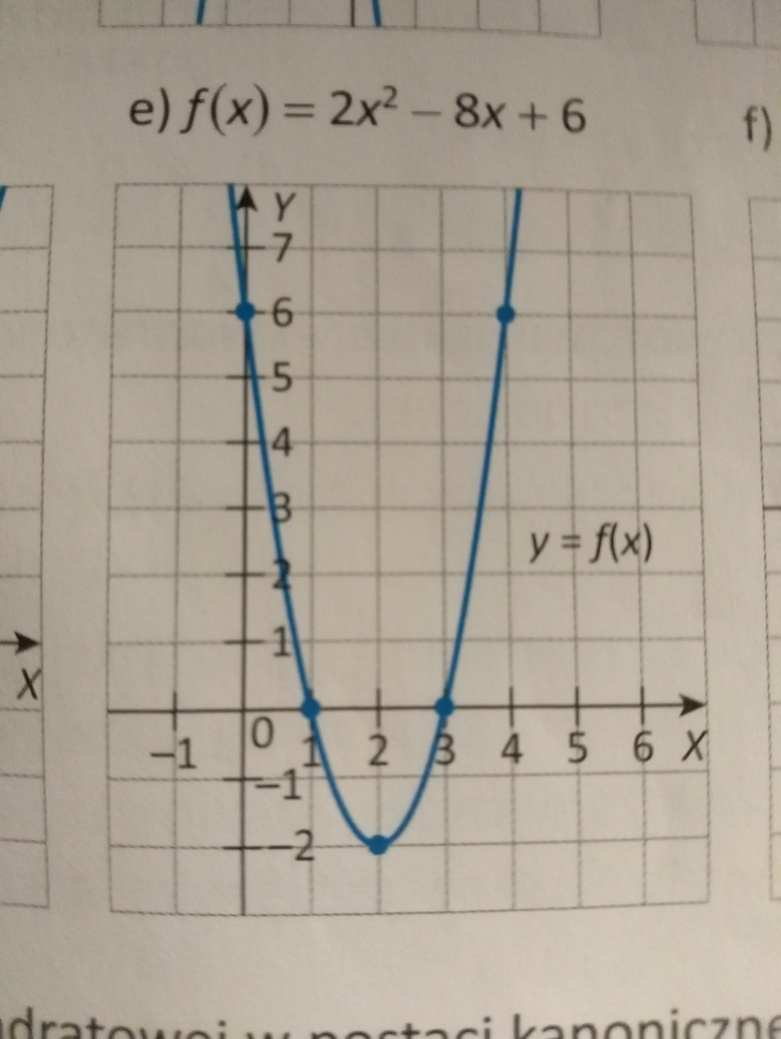 e) f(x) = 2x² – 8x + 6
f)
Y
7
6
5
4
3
2
1
y = f(x)
X
–1
0
1
2
3
4
5
6
X
–1
–2
w postaci